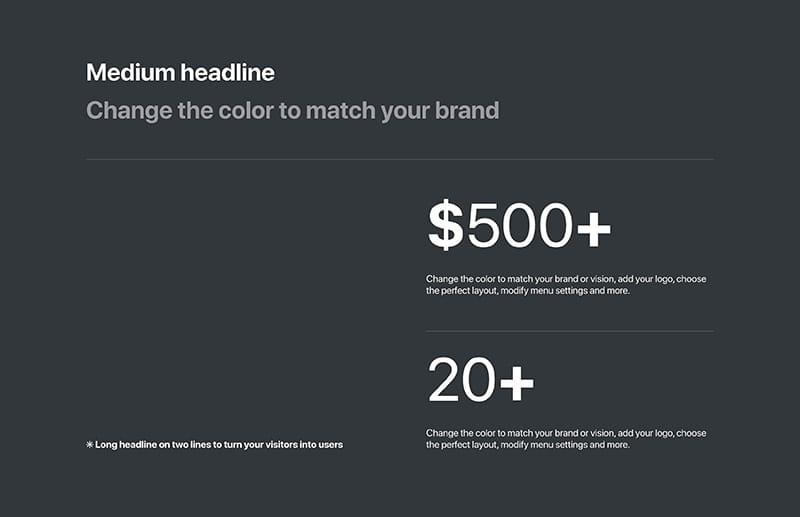 Medium headline
Change the color to match your brand
$500+
Change the color to match your brand or vision, add your logo, choose
the perfect layout, modify menu settings and more.
20+
Change the color to match your brand or vision, add your logo, choose
the perfect layout, modify menu settings and more.
✳ Long headline on two lines to turn your visitors into users